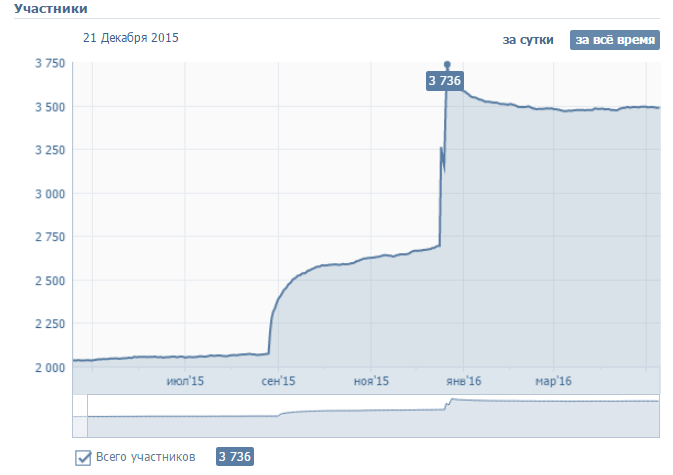 Участники
21 Декабря 2015
за сутки
за всё время
3 750
3 736
3 500
3 250
3 000
2 750
2 500
2 250
2 000
июл'15 сен'15 ноя'15 янв'16 мар'16
Всего участников 3 736